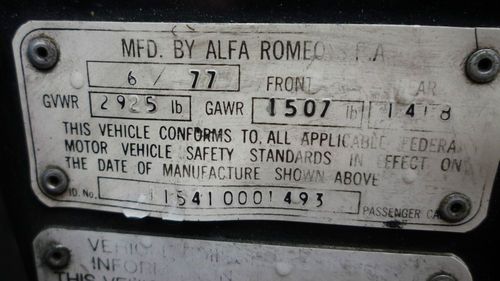 MFD. BY ALFA ROMEO S.P.A.
6 / 77 FRONT
GVWR 2925 lb GAWR 1507 lb 1418
THIS VEHICLE CONFORMS TO ALL APPLICABLE FEDERAL
MOTOR VEHICLE SAFETY STANDARDS IN EFFECT ON
THE DATE OF MANUFACTURE SHOWN ABOVE
ID. No. 115410001493 PASSENGER CAR
THIS